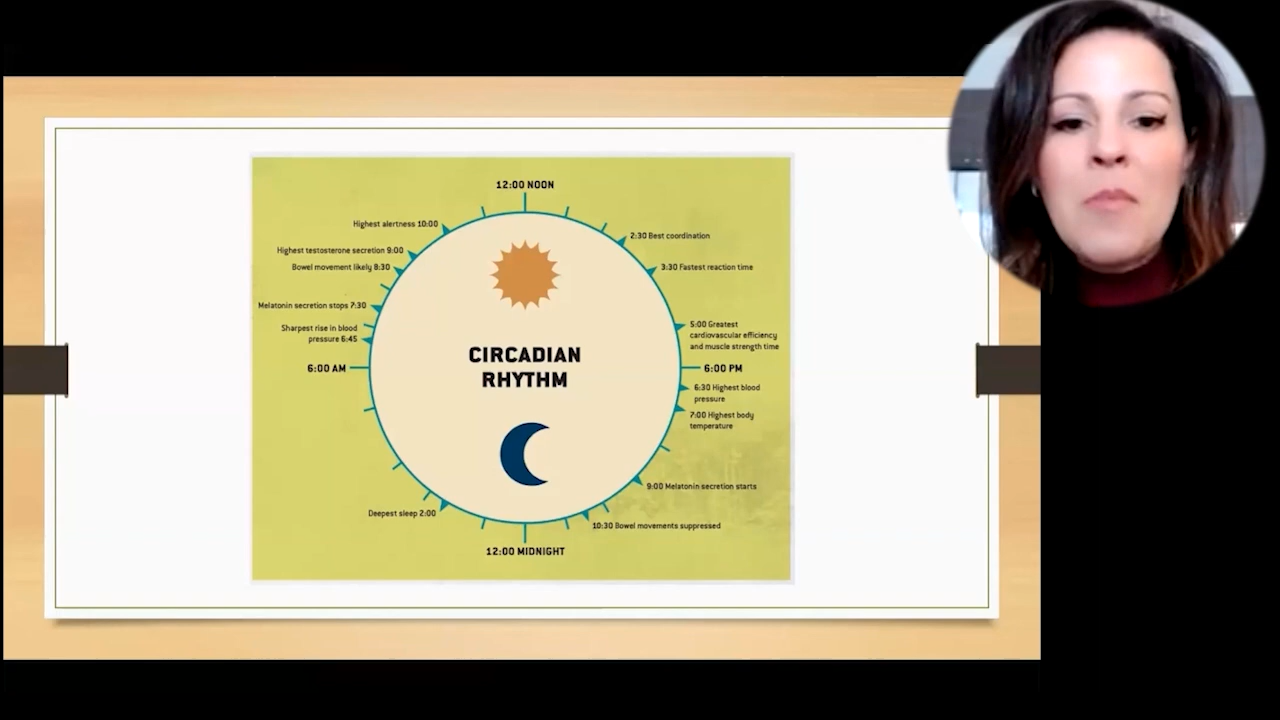 12:00 NOON
Highest alertness 10:00
Highest testosterone secretion 9:00
Bowel movement likely 8:30
Melatonin secretion stops 7:30
Sharpest rise in blood
pressure 6:45
6:00 AM
2:30 Best coordination
3:30 Fastest reaction time
5:00 Greatest
cardiovascular efficiency
and muscle strength time
6:00 PM
6:30 Highest blood
pressure
7:00 Highest body
temperature
CIRCADIAN
RHYTHM
9:00 Melatonin secretion starts
10:30 Bowel movements suppressed
Deepest sleep 2:00
12:00 MIDNIGHT